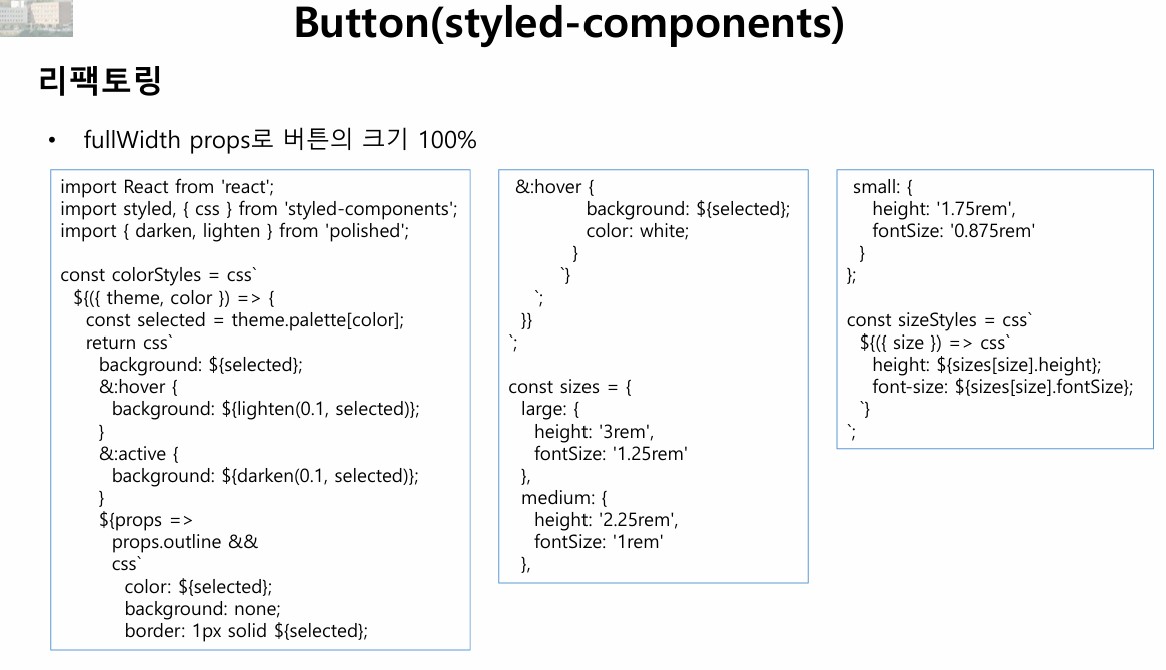 Button(styled-components)
리팩토링
• fullWidth props로 버튼의 크기 100%
import React from 'react';
import styled, { css } from 'styled-components';
import { darken, lighten } from 'polished';
const colorStyles = css`
${({ theme, color }) => {
const selected = theme.palette[color];
return css`
background: ${selected};
&:hover {
background: ${lighten(0.1, selected)};
}
&:active {
background: ${darken(0.1, selected)};
}
${props =>
props.outline &&
css`
color: ${selected};
background: none;
border: 1px solid ${selected};
&:hover {
background: ${selected};
color: white;
}
`}
`;
}}
`;
const sizes = {
large: {
height: '3rem',
fontSize: '1.25rem'
},
medium: {
height: '2.25rem',
fontSize: '1rem'
},
small: {
height: '1.75rem',
fontSize: '0.875rem'
}
};
const sizeStyles = css`
${({ size }) => css`
height: ${sizes[size].height};
font-size: ${sizes[size].fontSize};
`}
`;